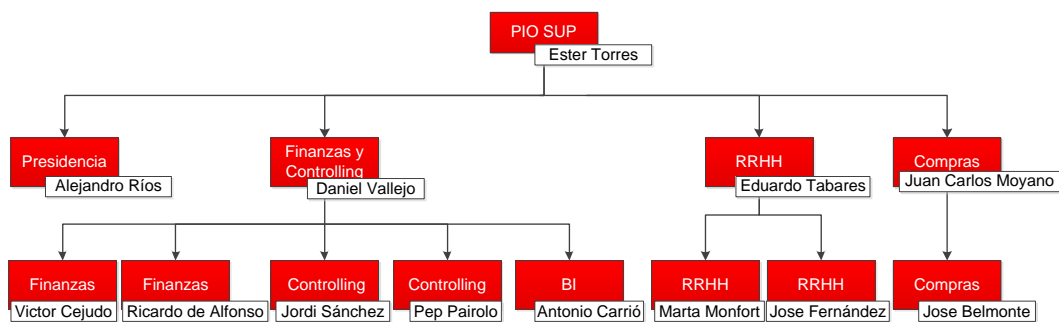 PIO SUP
Ester Torres
Presidencia
Alejandro Ríos
Finanzas y
Controlling
Daniel Vallejo
RRHH
Eduardo Tabares
Compras
Juan Carlos Moyano
Finanzas
Victor Cejudo
Finanzas
Ricardo de Alfonso
Controlling
Jordi Sánchez
Controlling
Pep Pairolo
BI
Antonio Carrió
RRHH
Marta Monfort
RRHH
Jose Fernández
Compras
Jose Belmonte